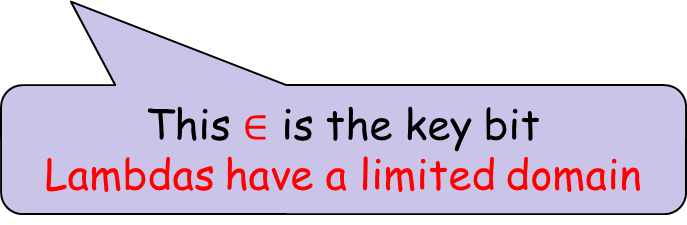 This ∈ is the key bit
Lambdas have a limited domain